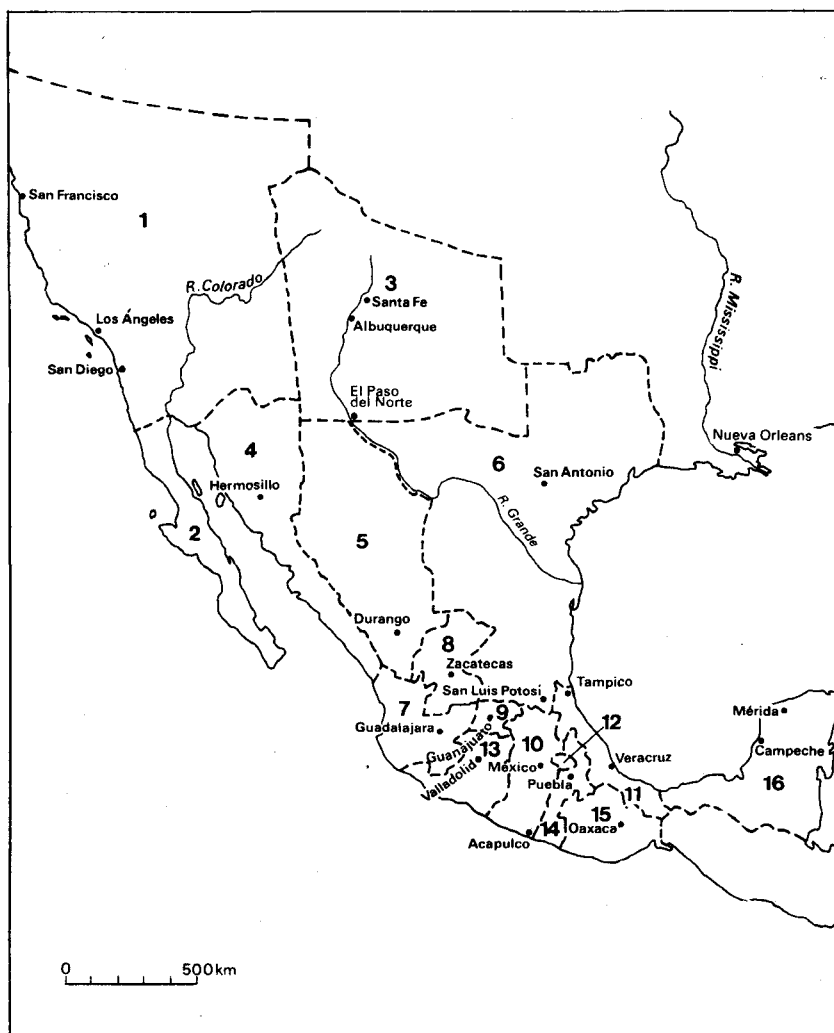 San Francisco
1
R. Colorado
3
Santa Fe
Albuquerque
R. Mississippi
Los Ángeles
San Diego
El Paso
del Norte
4
Hermosillo
6
San Antonio
Nueva Orleans
R. Grande
2
5
Durango
8
Zacatecas
San Luis Potosí
Tampico
7
9
12
Guadalajara
Guanajuato
13
10
Mérida
Campeche
Valladolid
México
Veracruz
Puebla
11
16
15
14
Oaxaca
Acapulco
0
500km